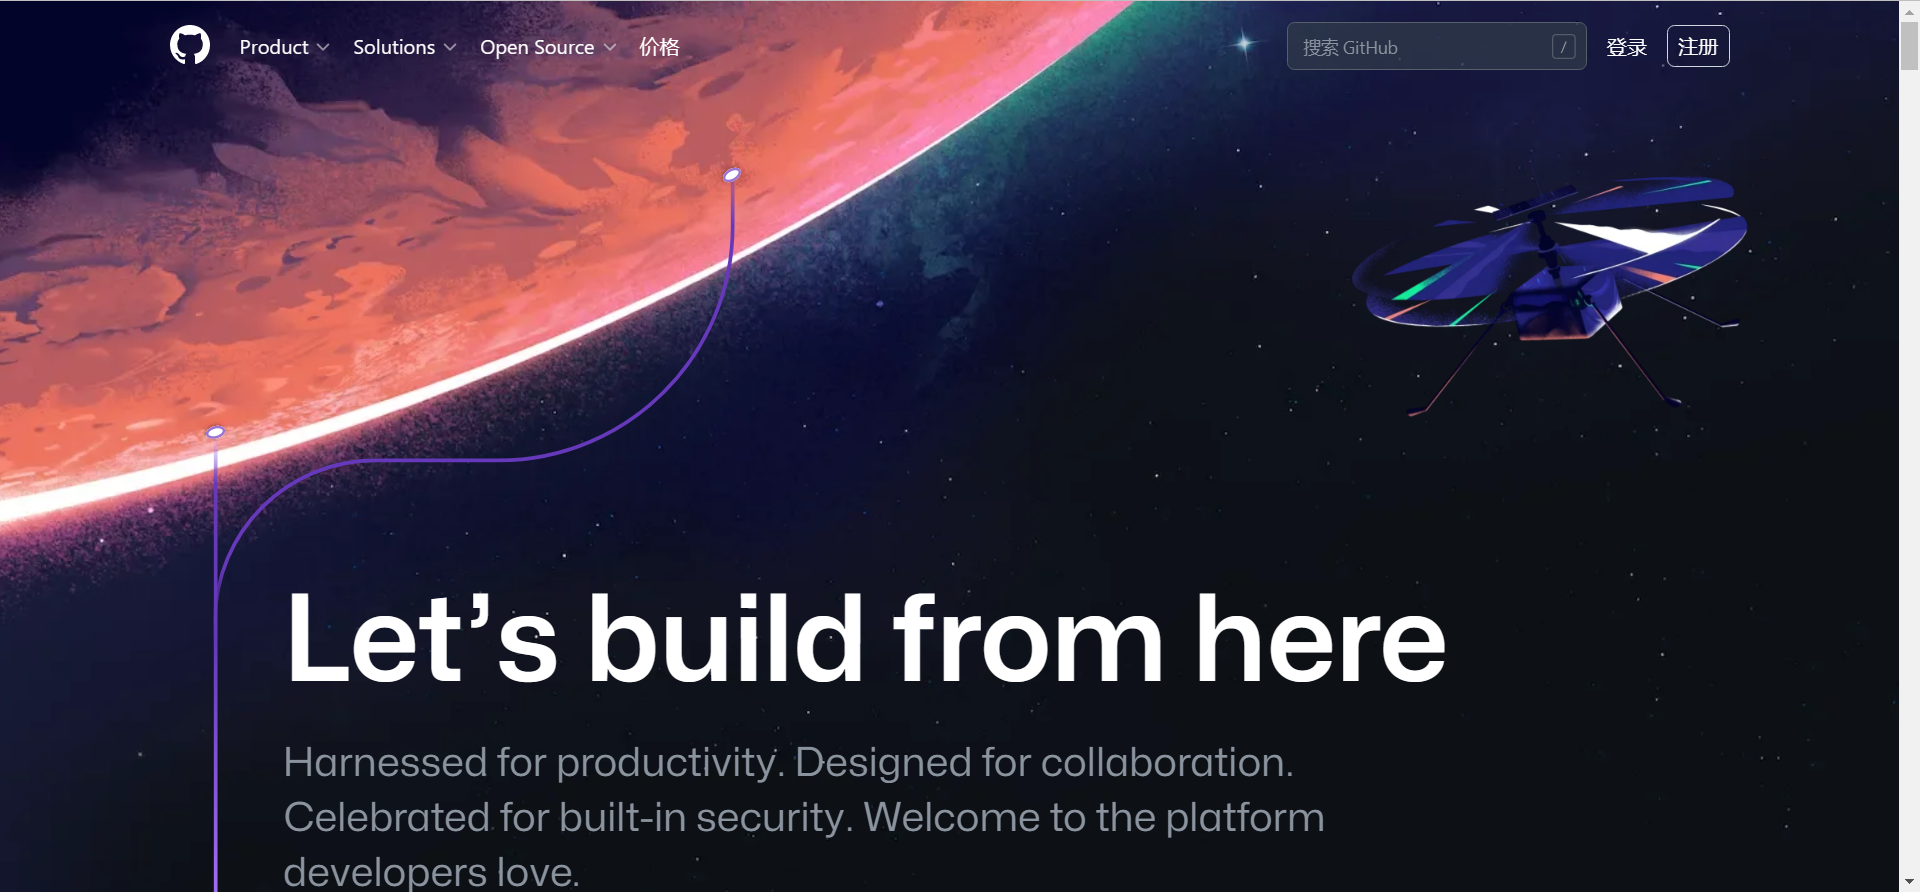 Product Solutions Open Source 价格 搜索 GitHub / 登录 注册
Let’s build from here
Harnessed for productivity. Designed for collaboration.
Celebrated for built-in security. Welcome to the platform
developers love.